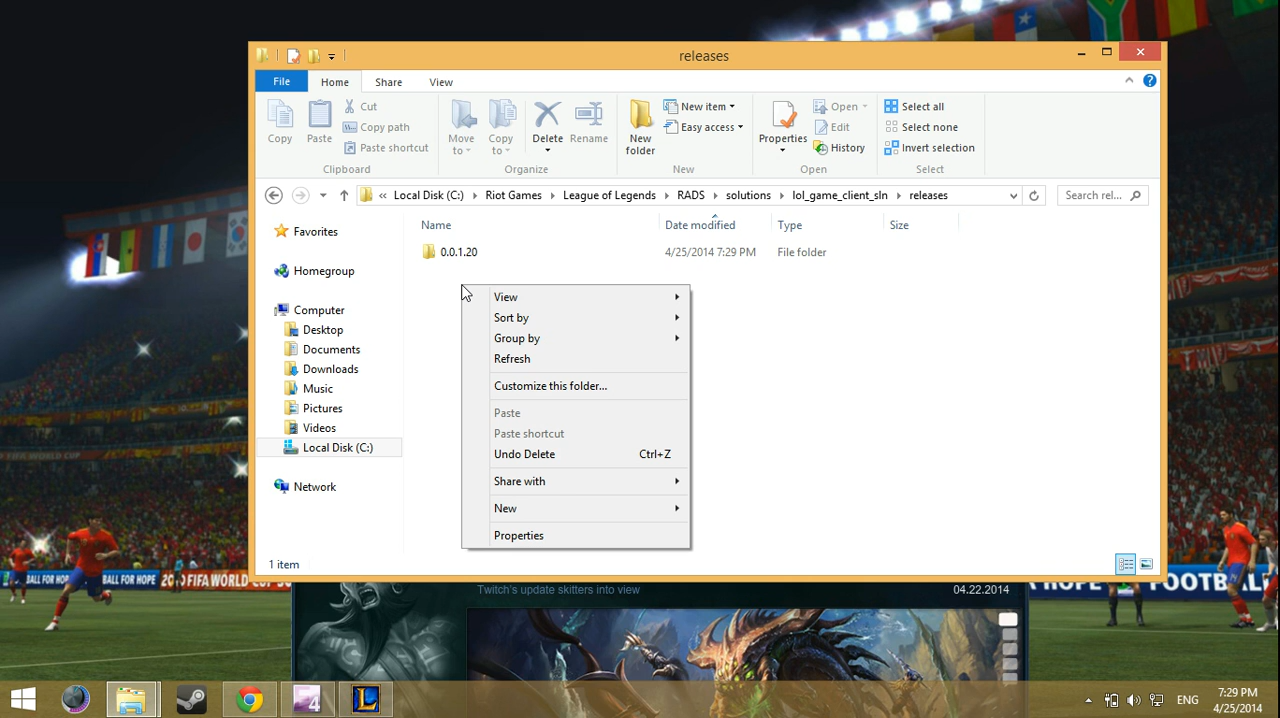 releases
File Home Share View
Copy
Paste
Cut
Copy path
Paste shortcut
Clipboard
Move to
Copy to
Delete
Rename
Organize
New folder
New item
Easy access
New
Properties
Open
Edit
History
Open
Select all
Select none
Invert selection
Select
« Local Disk (C:) Riot Games League of Legends RADS solutions lol_game_client_sln releases
Search rel...
Name Date modified Type Size
0.0.1.20 4/25/2014 7:29 PM File folder
Favorites
Homegroup
Computer
Desktop
Documents
Downloads
Music
Pictures
Videos
Local Disk (C:)
Network
View
Sort by
Group by
Refresh
Customize this folder...
Paste
Paste shortcut
Undo Delete Ctrl+Z
Share with
New
Properties
1 item
BALL FOR HOPE
Twitch's update skitters into view 04.22.2014
ENG
7:29 PM
4/25/2014